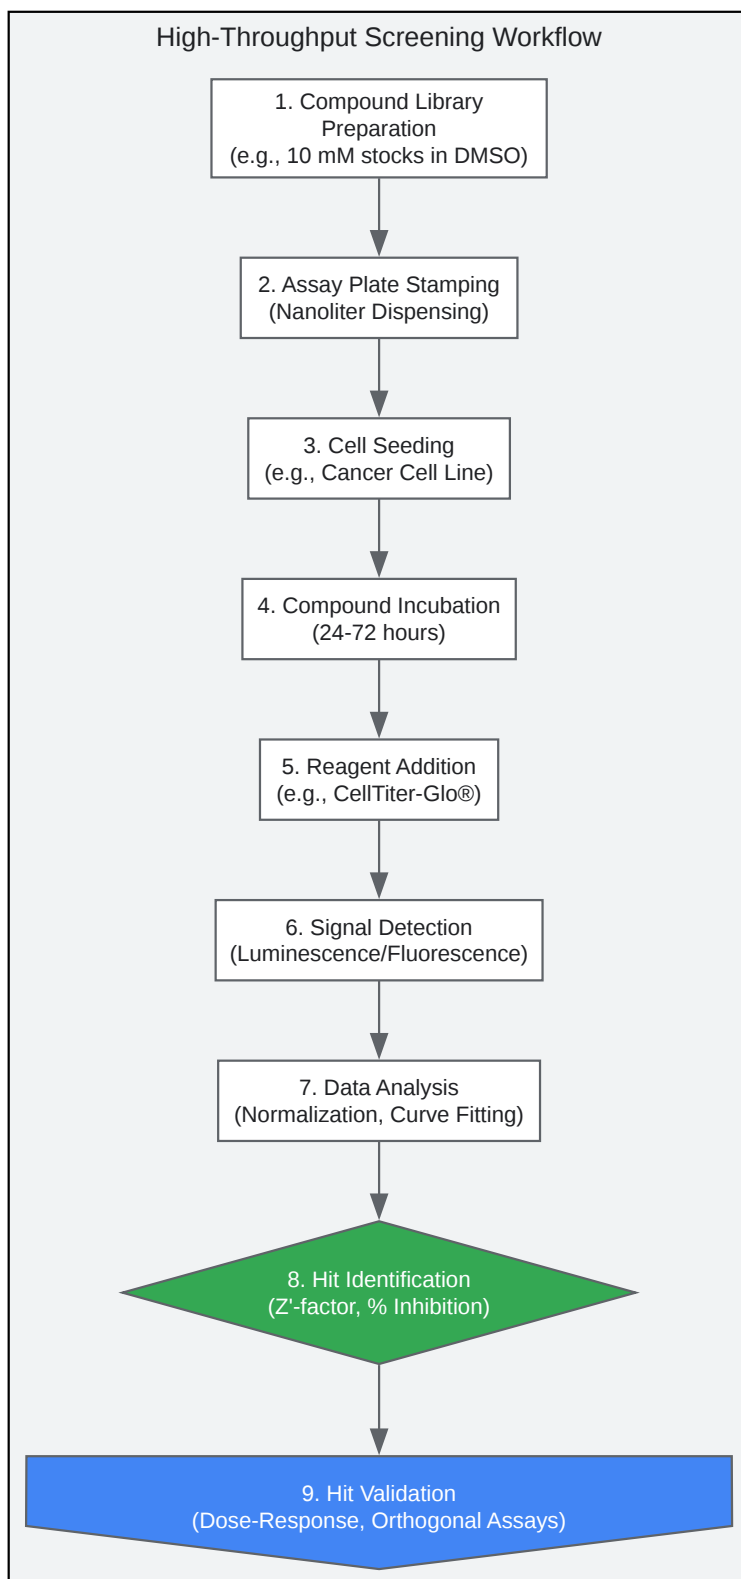 High-Throughput Screening Workflow
1. Compound Library
Preparation
(e.g., 10 mM stocks in DMSO)
2. Assay Plate Stamping
(Nanoliter Dispensing)
3. Cell Seeding
(e.g., Cancer Cell Line)
4. Compound Incubation
(24-72 hours)
5. Reagent Addition
(e.g., CellTiter-Glo®)
6. Signal Detection
(Luminescence/Fluorescence)
7. Data Analysis
(Normalization, Curve Fitting)
8. Hit Identification
(Z'-factor, % Inhibition)
9. Hit Validation
(Dose-Response, Orthogonal Assays)